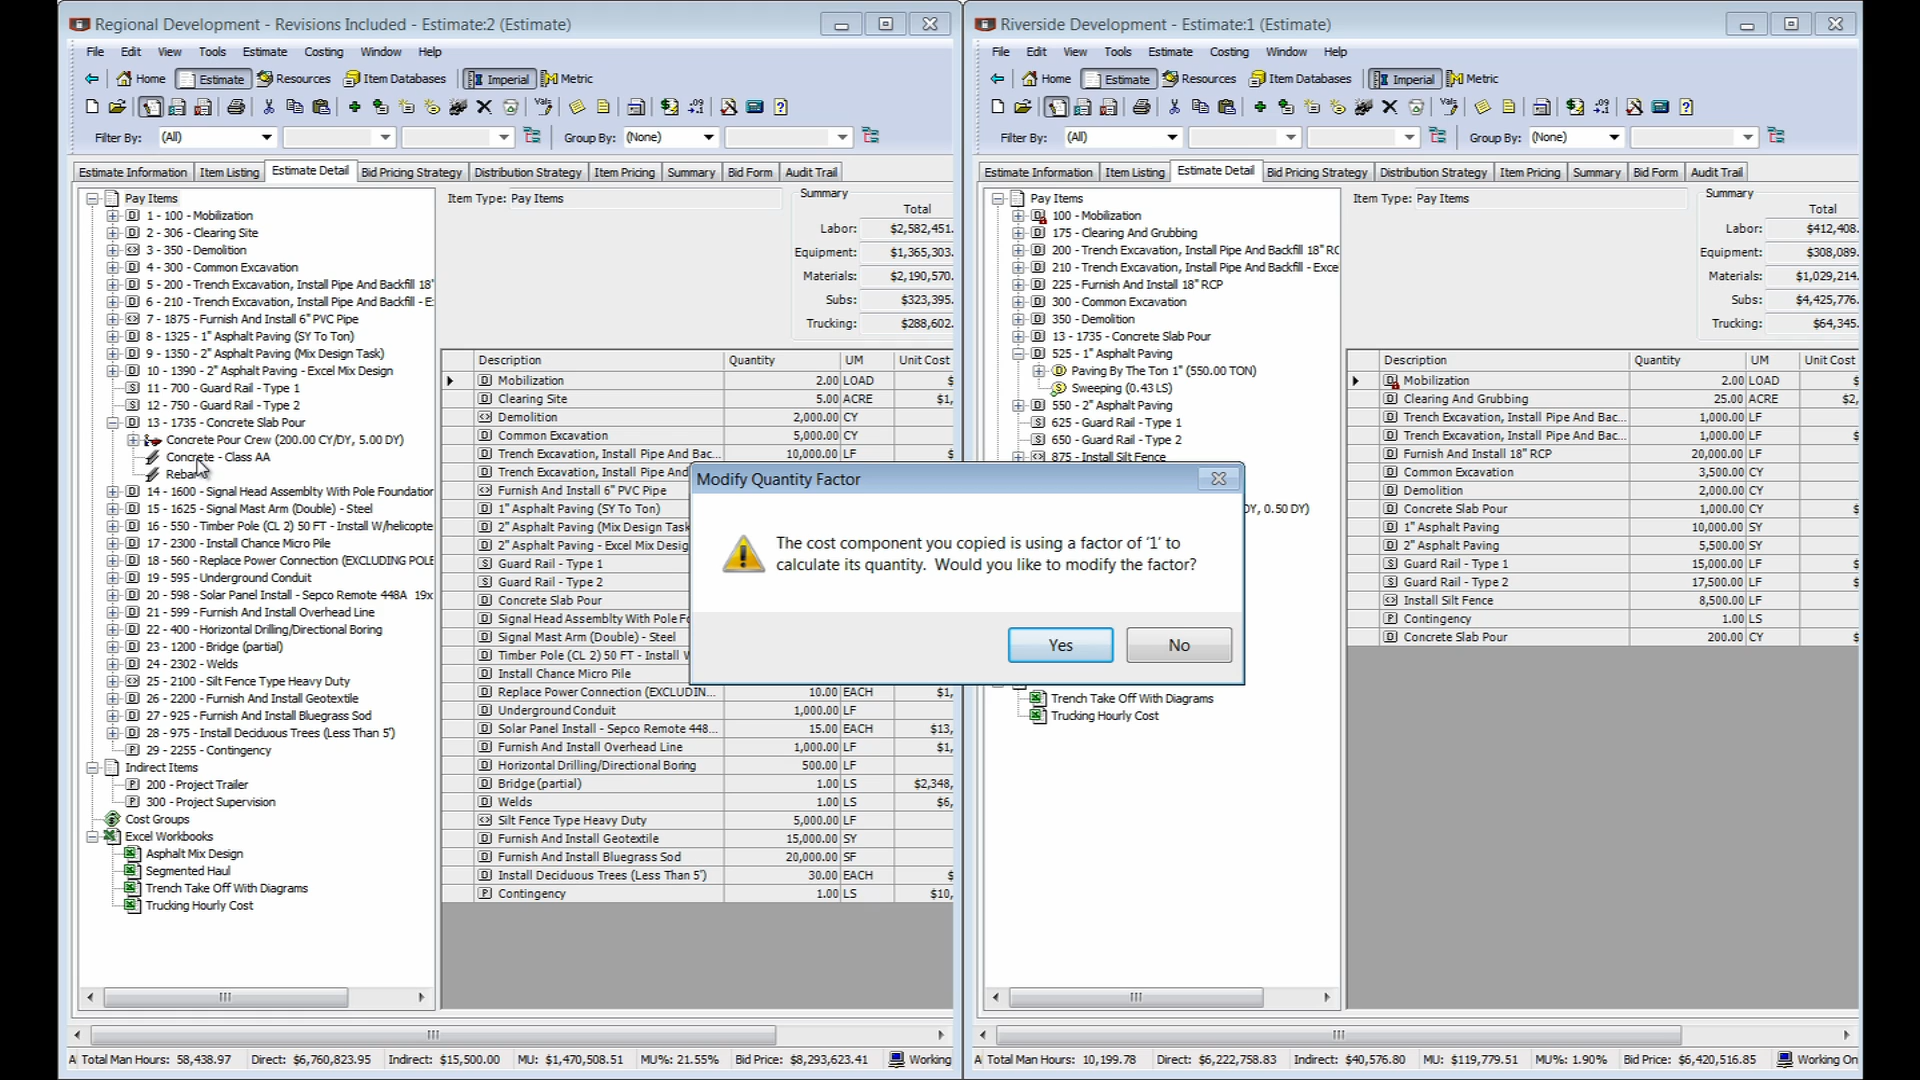 Regional Development - Revisions Included - Estimate:2 (Estimate)
File Edit View Tools Estimate Costing Window Help
Home Estimate Resources Item Databases Imperial Metric
Filter By: (All) Group By: (None)
Estimate Information Item Listing Estimate Detail Bid Pricing Strategy Distribution Strategy Item Pricing Summary Bid Form Audit Trail
Pay Items
1 - 100 - Mobilization
2 - 306 - Clearing Site
3 - 350 - Demolition
4 - 300 - Common Excavation
5 - 200 - Trench Excavation, Install Pipe And Backfill 18"
6 - 210 - Trench Excavation, Install Pipe And Backfill - E
7 - 1875 - Furnish And Install 6" PVC Pipe
8 - 1325 - 1" Asphalt Paving (SY To Ton)
9 - 1350 - 2" Asphalt Paving (Mix Design Task)
10 - 1390 - 2" Asphalt Paving - Excel Mix Design
11 - 700 - Guard Rail - Type 1
12 - 750 - Guard Rail - Type 2
13 - 1735 - Concrete Slab Pour
Concrete Pour Crew (200.00 CY/DY, 5.00 DY)
Concrete - Class AA
Rebar
14 - 1600 - Signal Head Assemblty With Pole Foundation
15 - 1625 - Signal Mast Arm (Double) - Steel
16 - 550 - Timber Pole (CL 2) 50 FT - Install W/helicopte
17 - 2300 - Install Chance Micro Pile
18 - 560 - Replace Power Connection (EXCLUDING POLE
19 - 595 - Underground Conduit
20 - 598 - Solar Panel Install - Sepco Remote 448A 19x
21 - 599 - Furnish And Install Overhead Line
22 - 400 - Horizontal Drilling/Directional Boring
23 - 1200 - Bridge (partial)
24 - 2302 - Welds
25 - 2100 - Silt Fence Type Heavy Duty
26 - 2200 - Furnish And Install Geotextile
27 - 925 - Furnish And Install Bluegrass Sod
28 - 975 - Install Deciduous Trees (Less Than 5')
29 - 2255 - Contingency
Indirect Items
200 - Project Trailer
300 - Project Supervision
Cost Groups
Excel Workbooks
Asphalt Mix Design
Segmented Haul
Trench Take Off With Diagrams
Trucking Hourly Cost
Item Type: Pay Items
Summary
Total
Labor: $2,582,451.
Equipment: $1,365,303.
Materials: $2,190,570.
Subs: $323,395.
Trucking: $288,602.
Description Quantity UM Unit Cost
Mobilization 2.00 LOAD $
Clearing Site 5.00 ACRE $1,
Demolition 2,000.00 CY
Common Excavation 5,000.00 CY
Trench Excavation, Install Pipe And Bac... 10,000.00 LF
Trench Excavation, Install
Furnish And Install 6" PVC Pipe
1" Asphalt Paving (SY To Ton)
2" Asphalt Paving (Mix Design Task
2" Asphalt Paving - Excel Mix Desig
Guard Rail - Type 1
Guard Rail - Type 2
Concrete Slab Pour
Signal Head Assemblty With Pole Fo
Signal Mast Arm (Double) - Steel
Timber Pole (CL 2) 50 FT - Install W
Install Chance Micro Pile
Replace Power Connection (EXCLUDIN... 10.00 EACH $1,
Underground Conduit 1,000.00 LF
Solar Panel Install - Sepco Remote 448... 15.00 EACH $13,
Furnish And Install Overhead Line 1,000.00 LF $1,
Horizontal Drilling/Directional Boring 500.00 LF
Bridge (partial) 1.00 LS $2,348,
Welds 1.00 LS $6,
Silt Fence Type Heavy Duty 5,000.00 LF
Furnish And Install Geotextile 15,000.00 SY
Furnish And Install Bluegrass Sod 20,000.00 SF
Install Deciduous Trees (Less Than 5') 30.00 EACH $
Contingency 1.00 LS $10,
A Total Man Hours: 58,438.97 Direct: $6,760,823.95 Indirect: $15,500.00 MU: $1,470,508.51 MU%: 21.55% Bid Price: $8,293,623.41 Working
Modify Quantity Factor
The cost component you copied is using a factor of '1' to
calculate its quantity. Would you like to modify the factor?
Yes No
Riverside Development - Estimate:1 (Estimate)
File Edit View Tools Estimate Costing Window Help
Home Estimate Resources Item Databases Imperial Metric
Filter By: (All) Group By: (None)
Estimate Information Item Listing Estimate Detail Bid Pricing Strategy Distribution Strategy Item Pricing Summary Bid Form Audit Trail
Pay Items
100 - Mobilization
175 - Clearing And Grubbing
200 - Trench Excavation, Install Pipe And Backfill 18" RC
210 - Trench Excavation, Install Pipe And Backfill - Exce
225 - Furnish And Install 18" RCP
300 - Common Excavation
350 - Demolition
13 - 1735 - Concrete Slab Pour
525 - 1" Asphalt Paving
Paving By The Ton 1" (550.00 TON)
Sweeping (0.43 LS)
550 - 2" Asphalt Paving
625 - Guard Rail - Type 1
650 - Guard Rail - Type 2
875 - Install Silt Fence
DY, 0.50 DY)
Trench Take Off With Diagrams
Trucking Hourly Cost
Item Type: Pay Items
Summary
Total
Labor: $412,408.
Equipment: $308,089.
Materials: $1,029,214.
Subs: $4,425,776.
Trucking: $64,345.
Description Quantity UM Unit Cost
Mobilization 2.00 LOAD $
Clearing And Grubbing 25.00 ACRE $2,
Trench Excavation, Install Pipe And Bac... 1,000.00 LF
Trench Excavation, Install Pipe And Bac... 1,000.00 LF
Furnish And Install 18" RCP 20,000.00 LF
Common Excavation 3,500.00 CY
Demolition 2,000.00 CY
Concrete Slab Pour 1,000.00 CY $
1" Asphalt Paving 10,000.00 SY
2" Asphalt Paving 5,500.00 SY
Guard Rail - Type 1 15,000.00 LF $
Guard Rail - Type 2 17,500.00 LF $
Install Silt Fence 8,500.00 LF
Contingency 1.00 LS
Concrete Slab Pour 200.00 CY $
A Total Man Hours: 10,199.78 Direct: $6,222,758.83 Indirect: $40,576.80 MU: $119,779.51 MU%: 1.90% Bid Price: $6,420,516.85 Working On